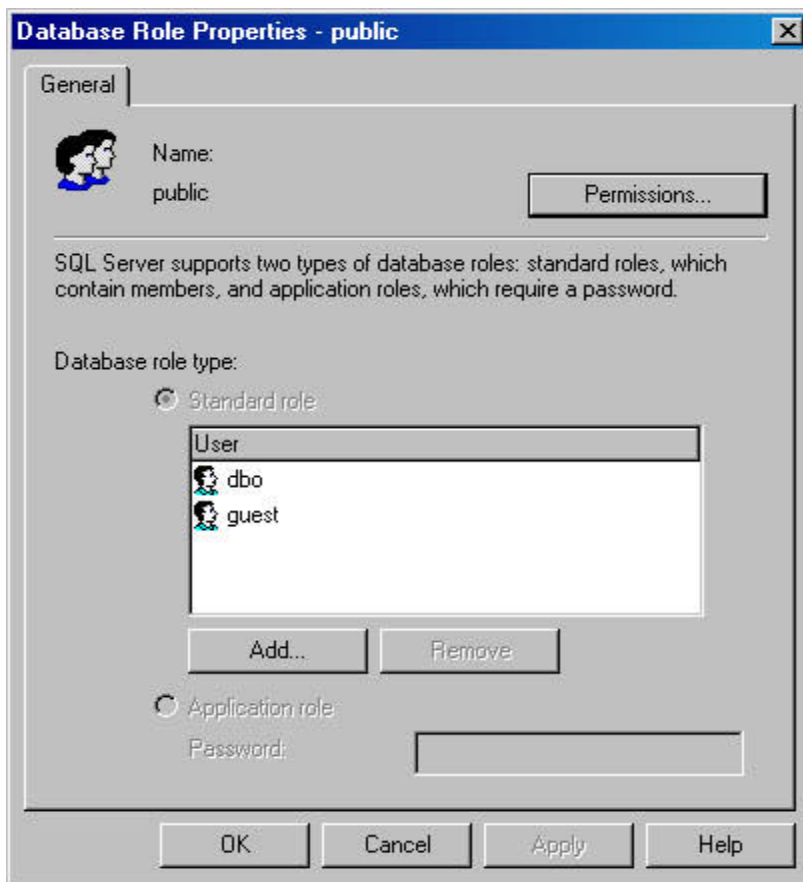 Database Role Properties - public
General
Name:
public
Permissions...
SQL Server supports two types of database roles: standard roles, which
contain members, and application roles, which require a password.
Database role type:
Standard role
User
dbo
guest
Add...
Remove
Application role
Password:
OK
Cancel
Apply
Help